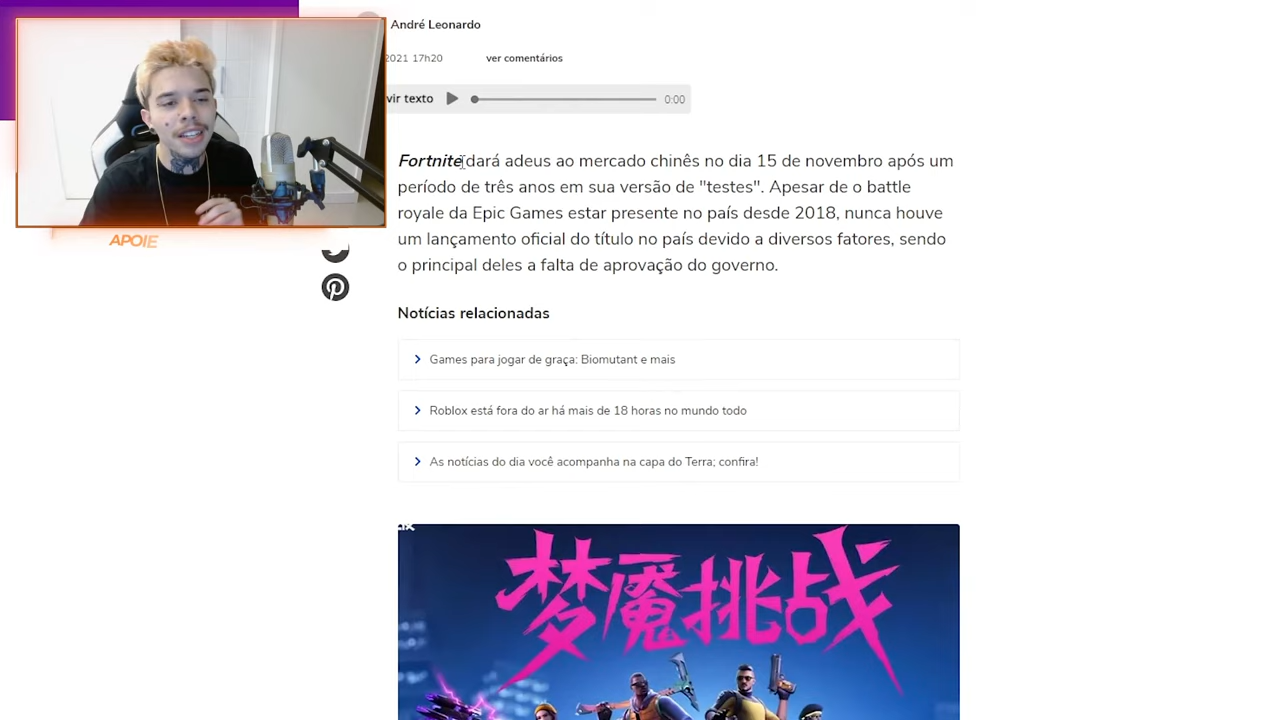 André Leonardo
2021 17h20 ver comentários
vir texto 0:00
Fortnite dará adeus ao mercado chinês no dia 15 de novembro após um
período de três anos em sua versão de "testes". Apesar de o battle
royale da Epic Games estar presente no país desde 2018, nunca houve
um lançamento oficial do título no país devido a diversos fatores, sendo
o principal deles a falta de aprovação do governo.
APOIE
Notícias relacionadas
Games para jogar de graça: Biomutant e mais
Roblox está fora do ar há mais de 18 horas no mundo todo
As notícias do dia você acompanha na capa do Terra; confira!
梦魇挑战